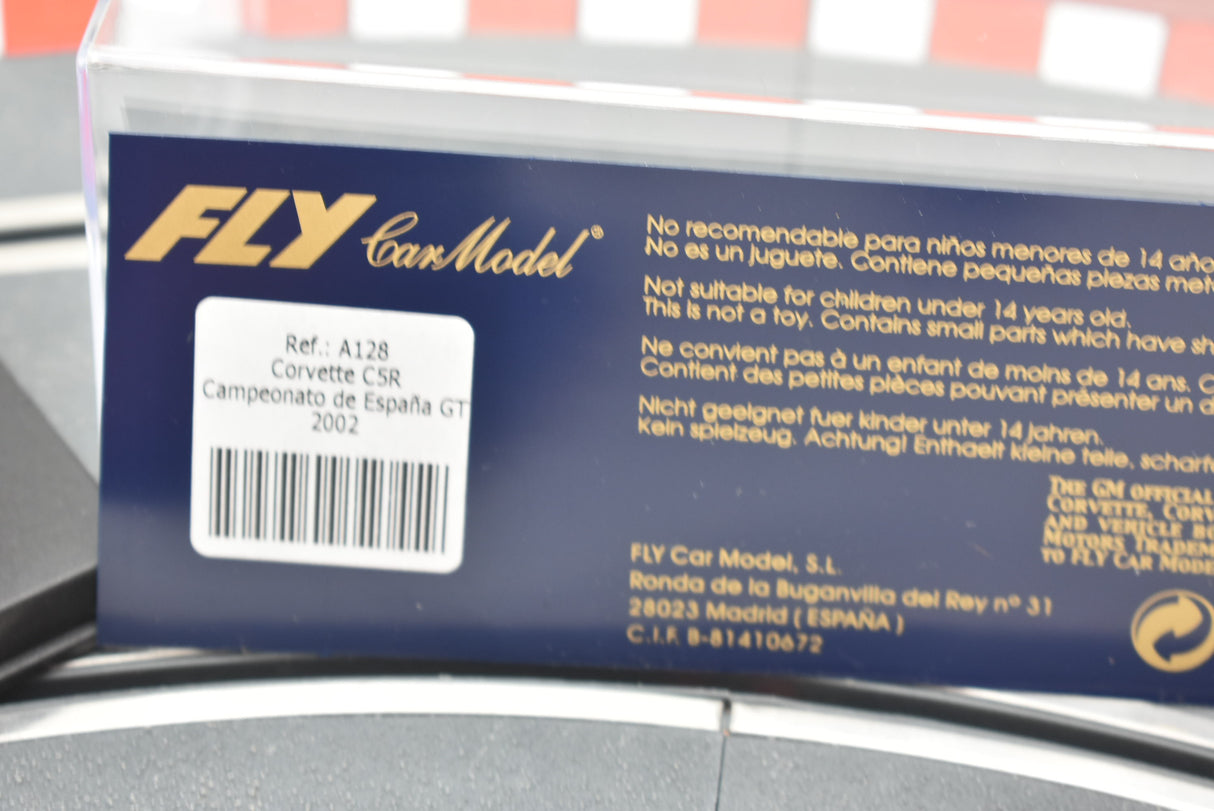 FLY Car Model ®
Ref.: A128
Corvette C5R
Campeonato de España GT
2002
No recomendable para niños menores de 14
No es un juguete. Contiene pequeñas piezas
Not suitable for children under 14 years old.
This is not a toy. Contains small parts which have
Ne convient pas à un enfant de moins de 14 ans.
Contient des petites pièces pouvant présenter un
Nicht geeignet fuer kinder unter 14 jahren.
Kein spielzeug. Achtung! Enthaelt kleine teile,
THE GM OFFICIAL
CORVETTE,
AND VEHICLE
MOTORS
TO FLY CAR
FLY Car Model, S.L.
Ronda de la Buganvilla del Rey nº 31
28023 Madrid ( ESPAÑA )
C.I.F. B-81410672